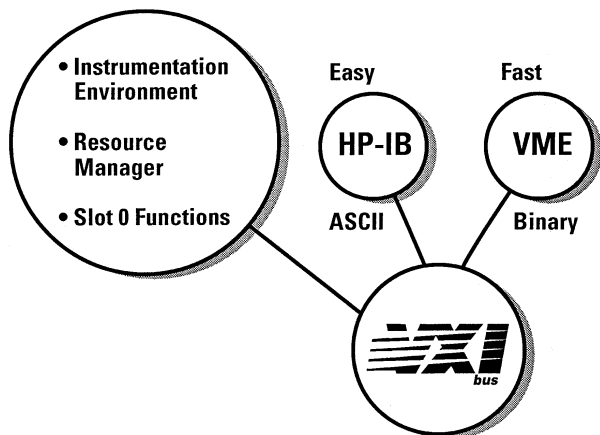 • Instrumentation
Environment
• Resource
Manager
• Slot 0 Functions
Easy
HP-IB
ASCII
Fast
VME
Binary
VXI
bus